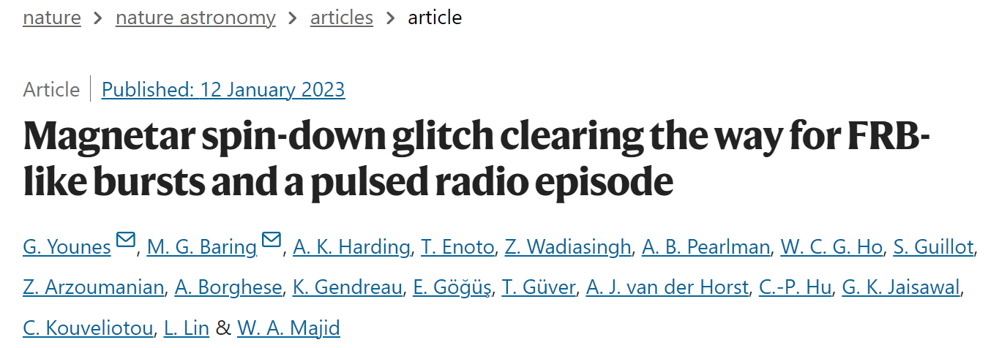 nature > nature astronomy > articles > article
Article | Published: 12 January 2023
Magnetar spin-down glitch clearing the way for FRB-
like bursts and a pulsed radio episode
G. Younes, M. G. Baring, A. K. Harding, T. Enoto, Z. Wadiasingh, A. B. Pearlman, W. C. G. Ho, S. Guillot,
Z. Arzoumanian, A. Borghese, K. Gendreau, E. Göğüş, T. Güver, A. J. van der Horst, C.-P. Hu, G. K. Jaisawal,
C. Kouveliotou, L. Lin & W. A. Majid